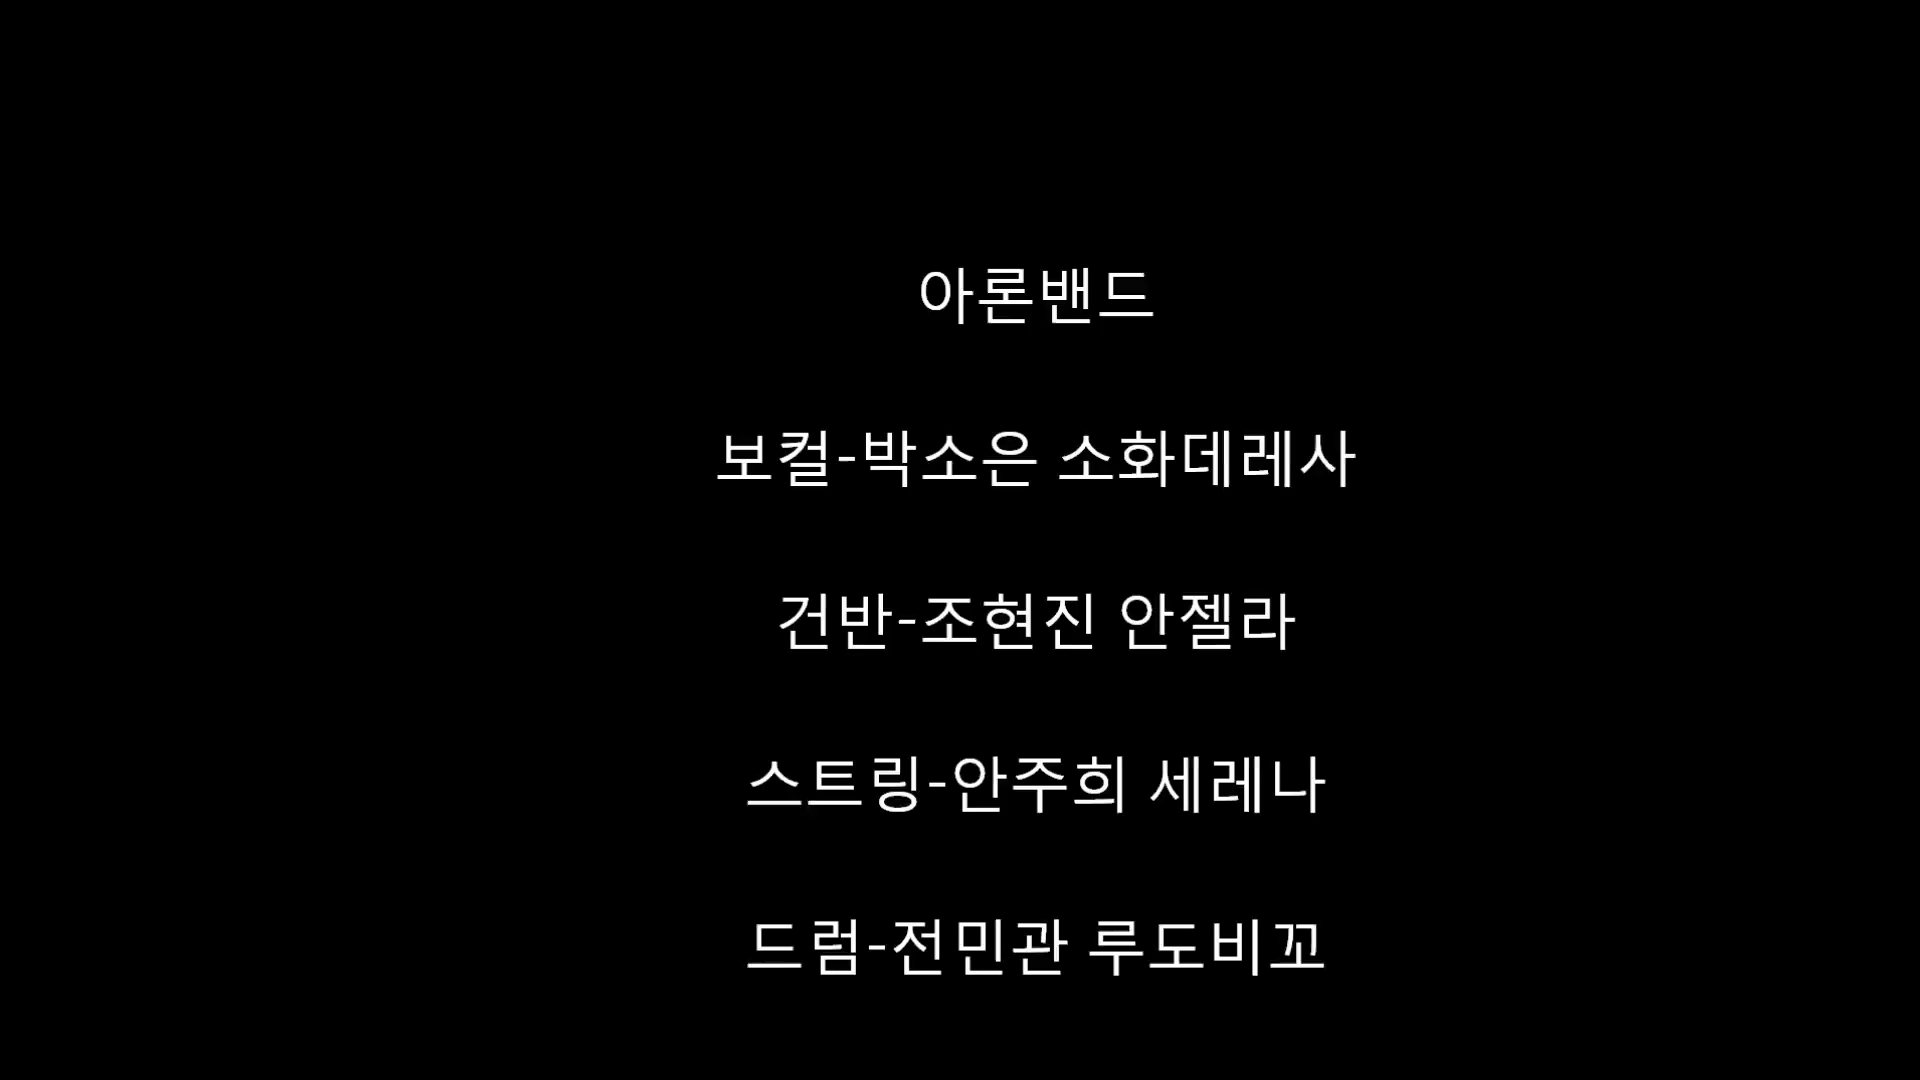 아론밴드
보컬-박소은 소화데레사
건반-조현진 안젤라
스트링-안주희 세레나
드럼-전민관 루도비꼬